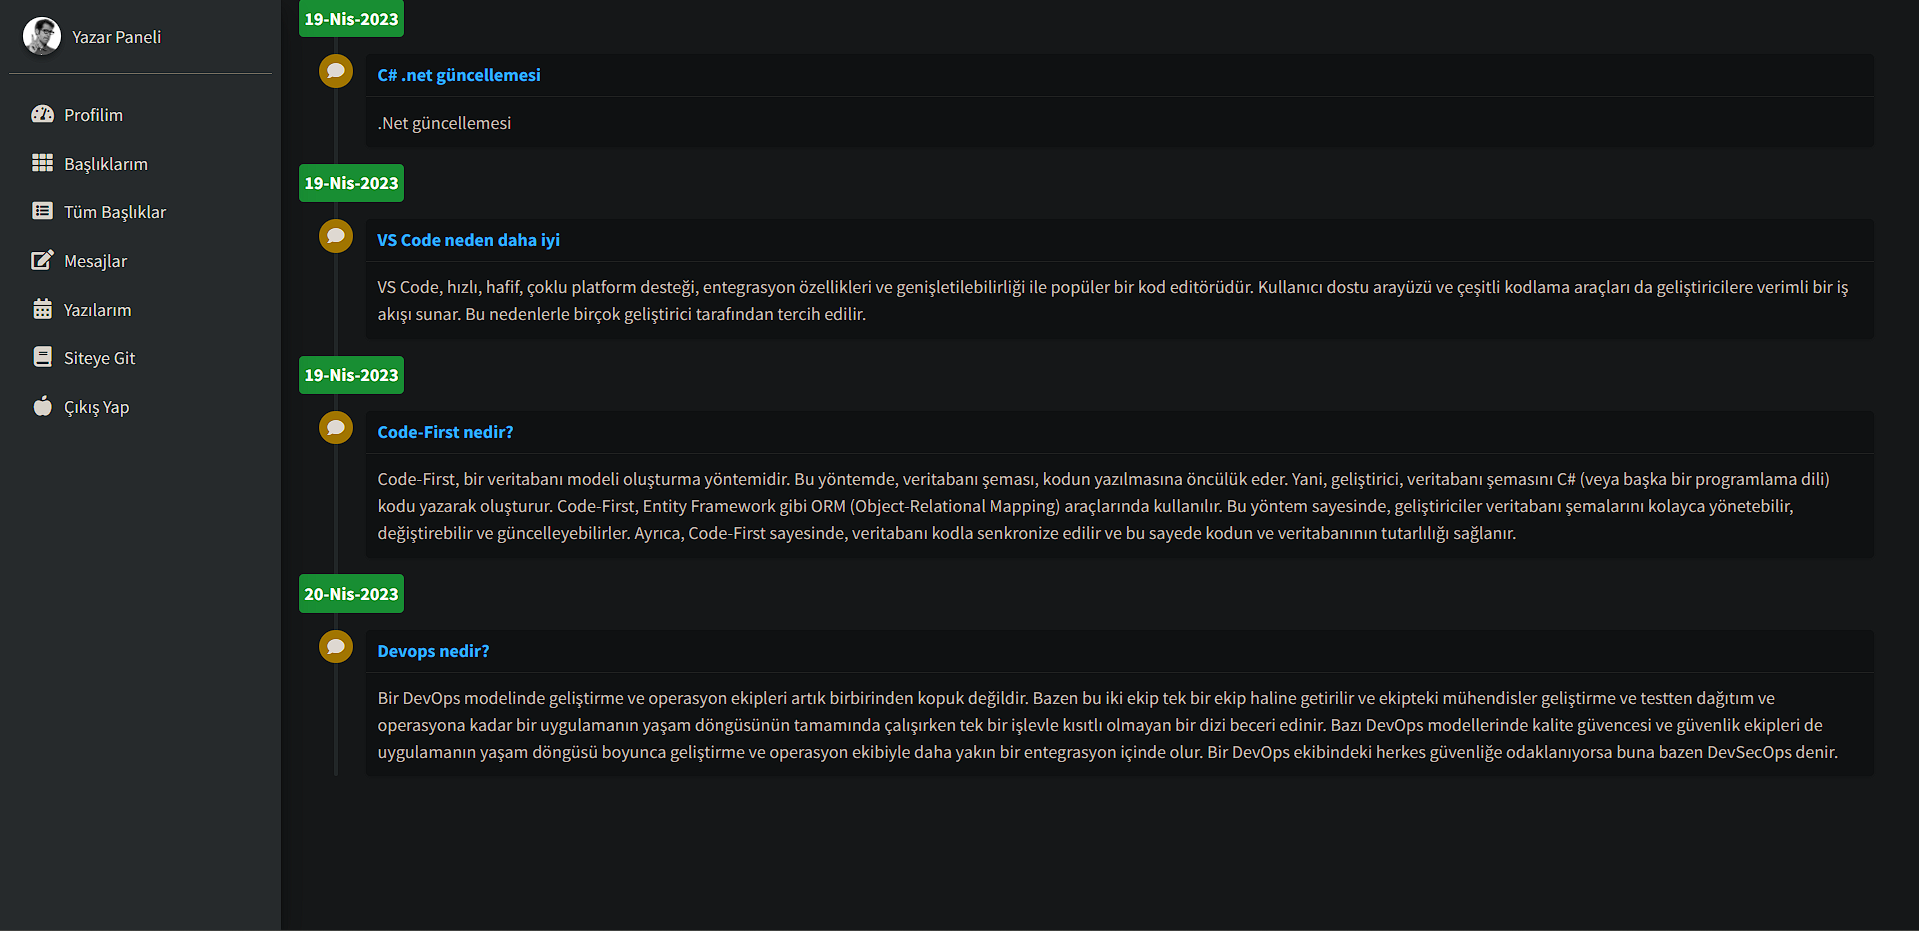 Yazar Paneli
Profilim
Başlıklarım
Tüm Başlıklar
Mesajlar
Yazılarım
Siteye Git
Çıkış Yap
19-Nis-2023
C# .net güncellemesi
.Net güncellemesi
19-Nis-2023
VS Code neden daha iyi
VS Code, hızlı, hafif, çoklu platform desteği, entegrasyon özellikleri ve genişletilebilirliği ile popüler bir kod editörüdür. Kullanıcı dostu arayüzü ve çeşitli kodlama araçları da geliştiricilere verimli bir iş
akışı sunar. Bu nedenlerle birçok geliştirici tarafından tercih edilir.
19-Nis-2023
Code-First nedir?
Code-First, bir veritabanı modeli oluşturma yöntemidir. Bu yöntemde, veritabanı şeması, kodun yazılmasına öncülük eder. Yani, geliştirici, veritabanı şemasını C# (veya başka bir programlama dili)
kodu yazarak oluşturur. Code-First, Entity Framework gibi ORM (Object-Relational Mapping) araçlarında kullanılır. Bu yöntem sayesinde, geliştiriciler veritabanı şemalarını kolayca yönetebilir,
değiştirebilir ve güncelleyebilirler. Ayrıca, Code-First sayesinde, veritabanı kodla senkronize edilir ve bu sayede kodun ve veritabanının tutarlılığı sağlanır.
20-Nis-2023
Devops nedir?
Bir DevOps modelinde geliştirme ve operasyon ekipleri artık birbirinden kopuk değildir. Bazen bu iki ekip tek bir ekip haline getirilir ve ekipteki mühendisler geliştirme ve testten dağıtım ve
operasyona kadar bir uygulamanın yaşam döngüsünün tamamında çalışırken tek bir işlevle kısıtlı olmayan bir dizi beceri edinir. Bazı DevOps modellerinde kalite güvencesi ve güvenlik ekipleri de
uygulamanın yaşam döngüsü boyunca geliştirme ve operasyon ekibiyle daha yakın bir entegrasyon içinde olur. Bir DevOps ekibindeki herkes güvenliğe odaklanıyorsa buna bazen DevSecOps denir.